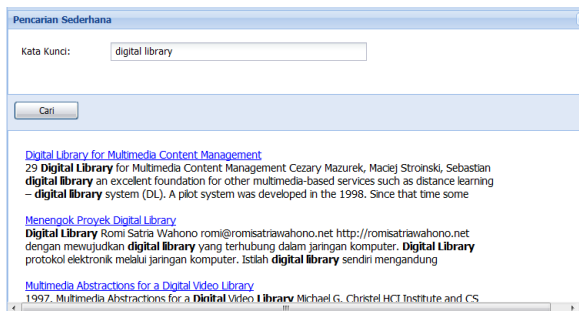 Pencarian Sederhana
Kata Kunci: digital library
Cari
Digital Library for Multimedia Content Management
29 Digital Library for Multimedia Content Management Cezary Mazurek, Maciej Stroinski, Sebastian
digital library an excellent foundation for other multimedia-based services such as distance learning
– digital library system (DL). A pilot system was developed in the 1998. Since that time some
Menengok Proyek Digital Library
Digital Library Romi Satria Wahono romi@romisatriawahono.net http://romisatriawahono.net
dengan mewujudkan digital library yang terhubung dalam jaringan komputer. Digital Library
protokol elektronik melalui jaringan komputer. Istilah digital library sendiri mengandung
Multimedia Abstractions for a Digital Video Library
1997. Multimedia Abstractions for a Digital Video Library Michael G. Christel HCI Institute and CS